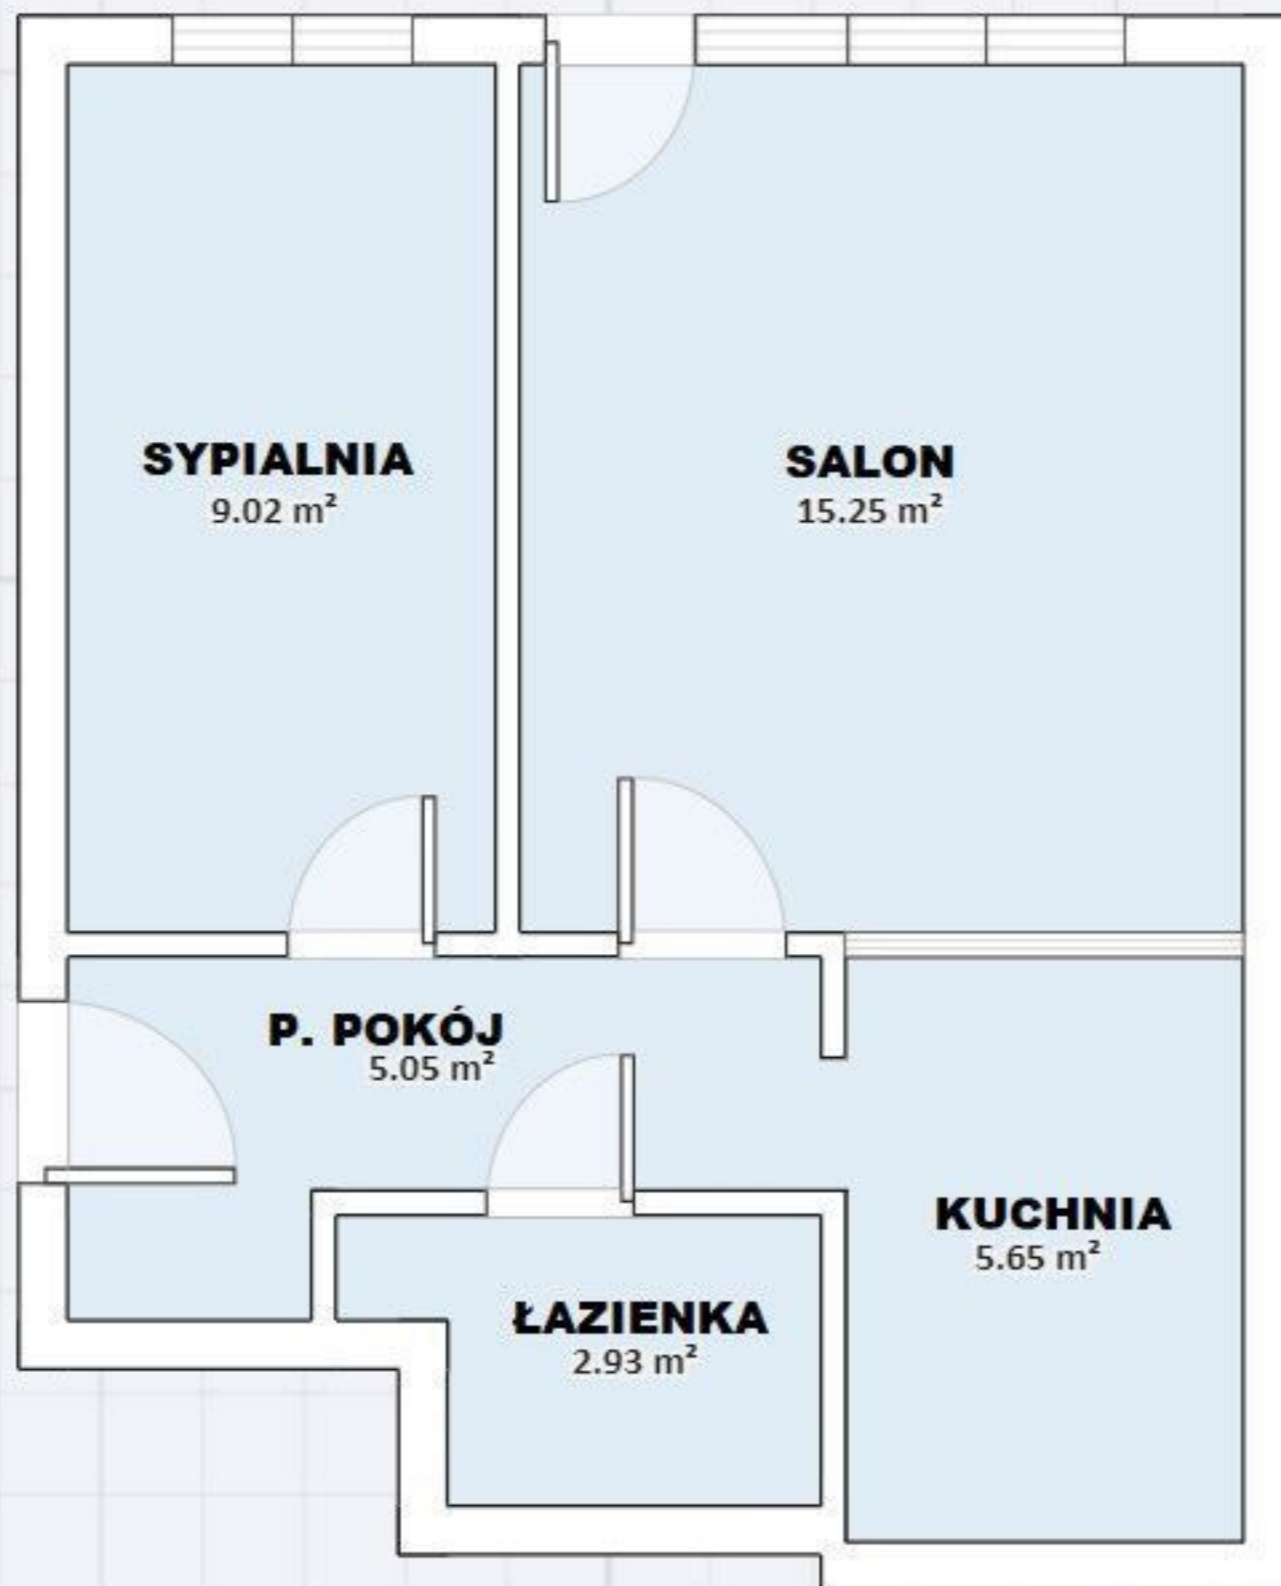 SYPIALNIA
9.02 m²
SALON
15.25 m²
P. POKÓJ
5.05 m²
KUCHNIA
5.65 m²
ŁAZIENKA
2.93 m²